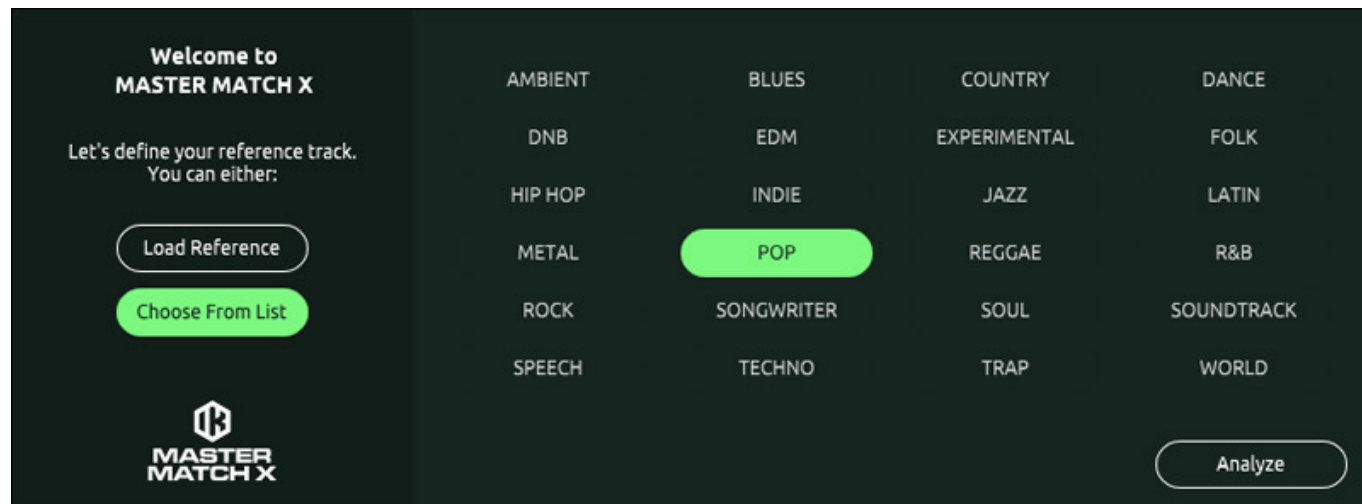 Welcome to
MASTER MATCH X
Let's define your reference track.
You can either:
Load Reference
Choose From List
IK
MASTER
MATCH X
AMBIENT BLUES COUNTRY DANCE
DNB EDM EXPERIMENTAL FOLK
HIP HOP INDIE JAZZ LATIN
METAL POP REGGAE R&B
ROCK SONGWRITER SOUL SOUNDTRACK
SPEECH TECHNO TRAP WORLD
Analyze